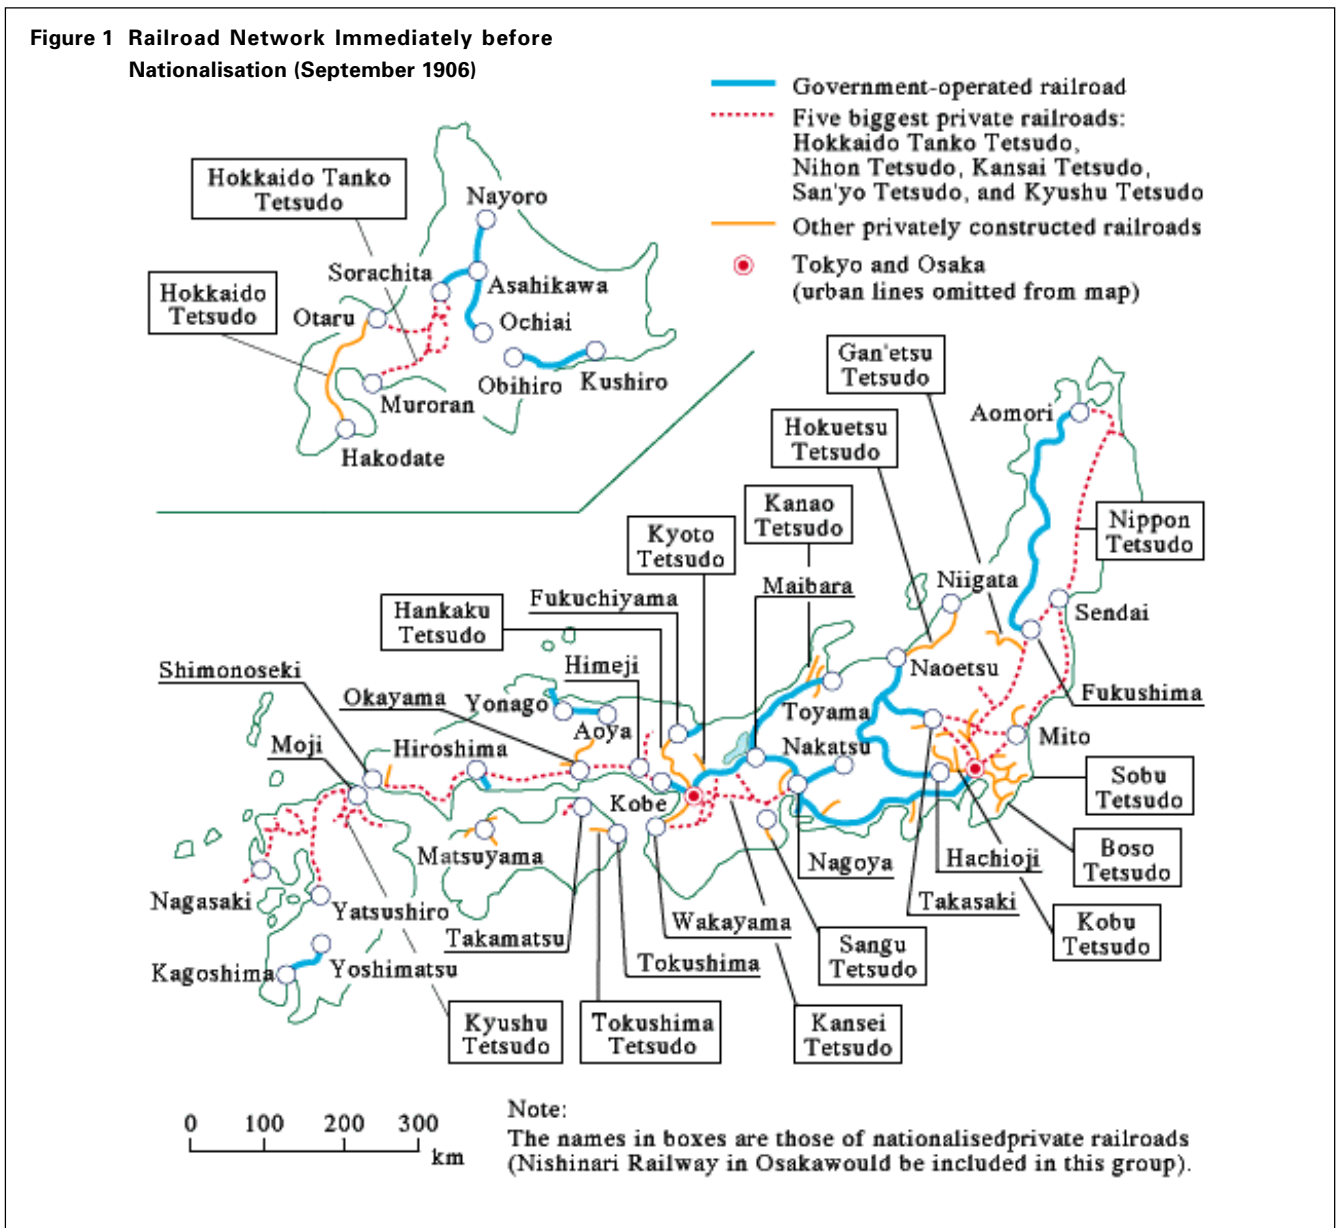 Figure 1 Railroad Network Immediately before
Nationalisation (September 1906)
Government-operated railroad
Five biggest private railroads:
Hokkaido Tanko Tetsudo,
Nihon Tetsudo, Kansai Tetsudo,
San'yo Tetsudo, and Kyushu Tetsudo
Other privately constructed railroads
Tokyo and Osaka
(urban lines omitted from map)
Hokkaido Tanko
Tetsudo
Nayoro
Sorachita
Asahikawa
Hokkaido
Tetsudo
Otaru
Ochiai
Obihiro
Kushiro
Muroran
Hakodate
Gan'etsu
Tetsudo
Aomori
Hokuetsu
Tetsudo
Kanao
Tetsudo
Nippon
Tetsudo
Kyoto
Tetsudo
Maibara
Niigata
Fukuchiyama
Hankaku
Tetsudo
Sendai
Shimonoseki
Himeji
Naoetsu
Okayama
Yonago
Toyama
Fukushima
Aoya
Moji
Hiroshima
Nakatsu
Mito
Sobu
Tetsudo
Kobe
Matsuyama
Nagoya
Hachioji
Boso
Tetsudo
Nagasaki
Yatsushiro
Takasaki
Takamatsu
Wakayama
Kobu
Tetsudo
Sangu
Tetsudo
Kagoshima
Yoshimatsu
Tokushima
Kyushu
Tetsudo
Tokushima
Tetsudo
Kansei
Tetsudo
0 100 200 300
km
Note:
The names in boxes are those of nationalisedprivate railroads
(Nishinari Railway in Osakawould be included in this group).